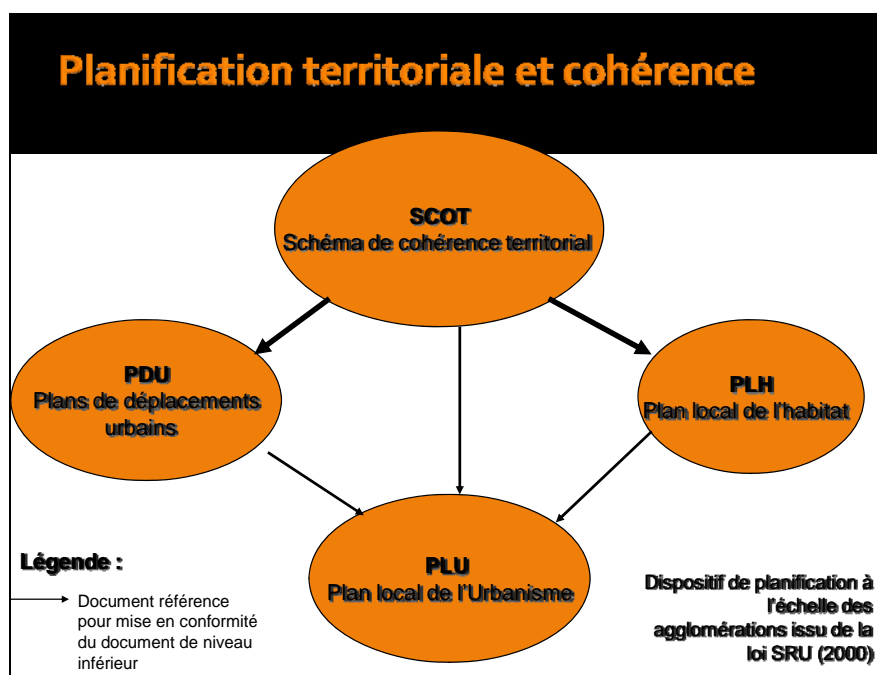 Planification territoriale et cohérence
SCOT
Schéma de cohérence territorial
PDU
Plans de déplacements
urbains
PLH
Plan local de l'habitat
PLU
Plan local de l'Urbanisme
Légende :
Document référence
pour mise en conformité
du document de niveau
inférieur
Dispositif de planification à
l'échelle des
agglomérations issu de la
loi SRU (2000)